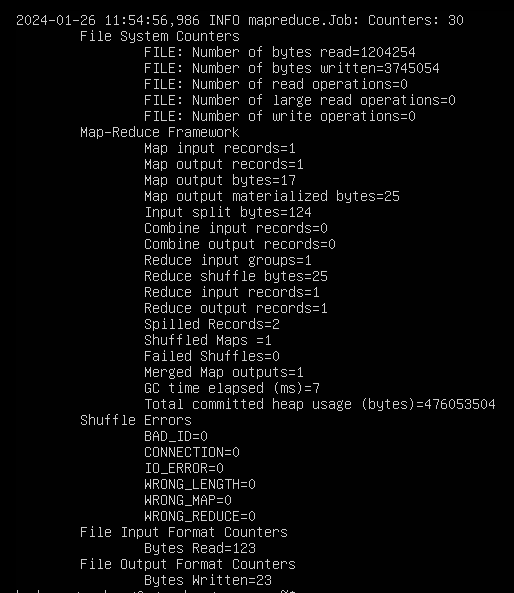 2024-01-26 11:54:56,986 INFO mapreduce.Job: Counters: 30
File System Counters
FILE: Number of bytes read=1204254
FILE: Number of bytes written=3745054
FILE: Number of read operations=0
FILE: Number of large read operations=0
FILE: Number of write operations=0
Map-Reduce Framework
Map input records=1
Map output records=1
Map output bytes=17
Map output materialized bytes=25
Input split bytes=124
Combine input records=0
Combine output records=0
Reduce input groups=1
Reduce shuffle bytes=25
Reduce input records=1
Reduce output records=1
Spilled Records=2
Shuffled Maps =1
Failed Shuffles=0
Merged Map outputs=1
GC time elapsed (ms)=7
Total committed heap usage (bytes)=476053504
Shuffle Errors
BAD_ID=0
CONNECTION=0
IO_ERROR=0
WRONG_LENGTH=0
WRONG_MAP=0
WRONG_REDUCE=0
File Input Format Counters
Bytes Read=123
File Output Format Counters
Bytes Written=23